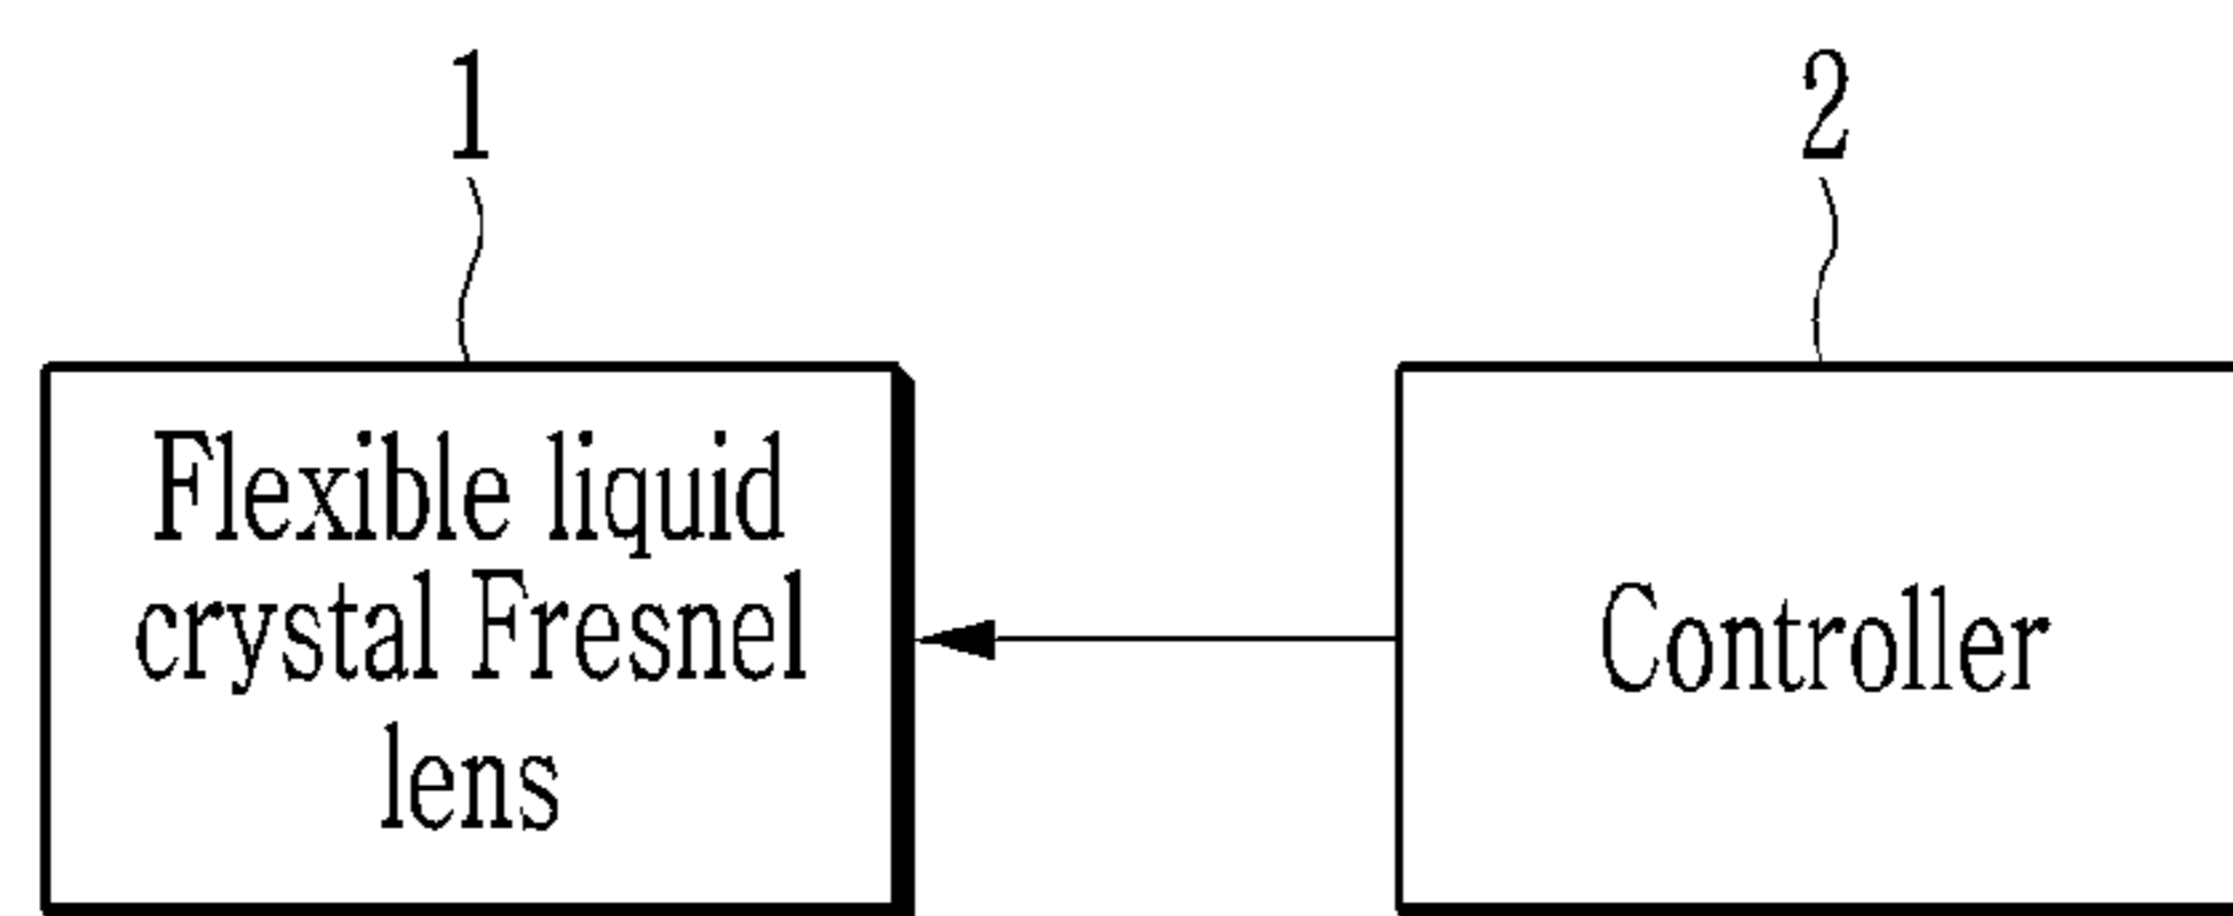 1
2
Flexible liquid
crystal Fresnel
lens
Controller